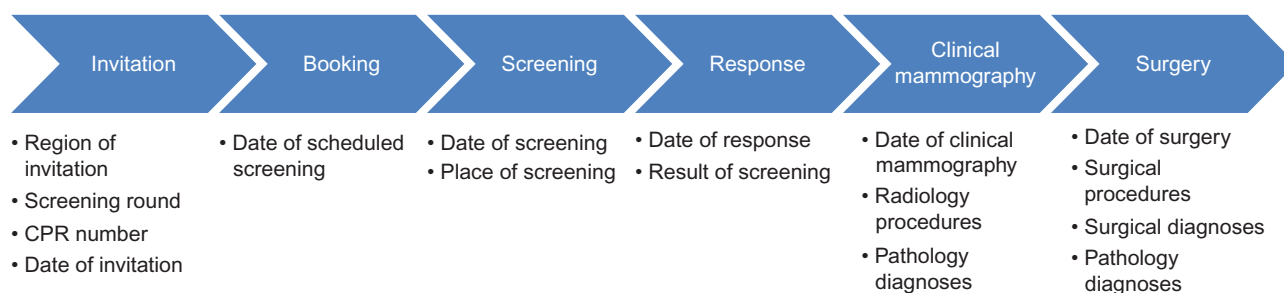 Invitation
Booking
Screening
Response
Clinical
mammography
Surgery
• Region of
invitation
• Screening round
• CPR number
• Date of invitation
• Date of scheduled
screening
• Date of screening
• Place of screening
• Date of response
• Result of screening
• Date of clinical
mammography
• Radiology
procedures
• Pathology
diagnoses
• Date of surgery
• Surgical
procedures
• Surgical diagnoses
• Pathology
diagnoses